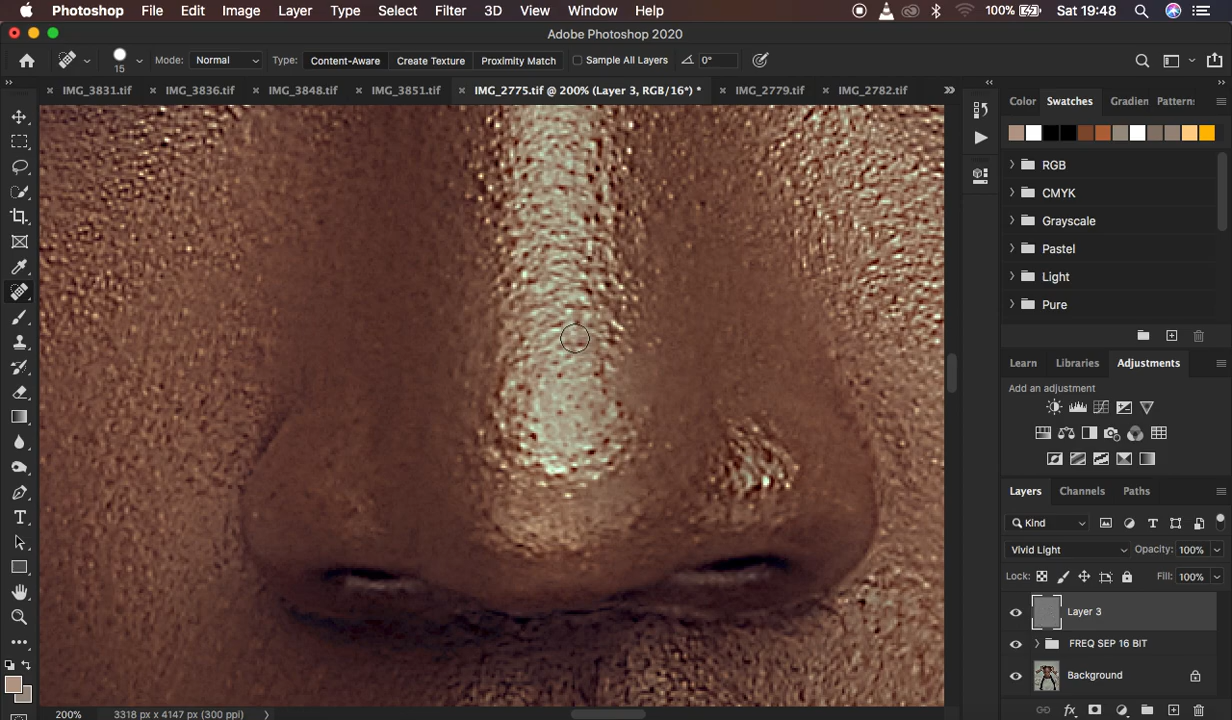 Photoshop File Edit Image Layer Type Select Filter 3D View Window Help 100% Sat 19:48
Adobe Photoshop 2020
15 Mode: Normal Type: Content-Aware Create Texture Proximity Match Sample All Layers 0°
IMG_3831.tif IMG_3836.tif IMG_3848.tif IMG_3851.tif IMG_2775.tif @ 200% (Layer 3, RGB/16*) * IMG_2779.tif IMG_2782.tif
Color Swatches Gradien Patterns
RGB
CMYK
Grayscale
Pastel
Light
Pure
Learn Libraries Adjustments
Add an adjustment
Layers Channels Paths
Kind
Vivid Light Opacity: 100%
Lock: Fill: 100%
Layer 3
FREQ SEP 16 BIT
Background
200% 3318 px x 4147 px (300 ppi)